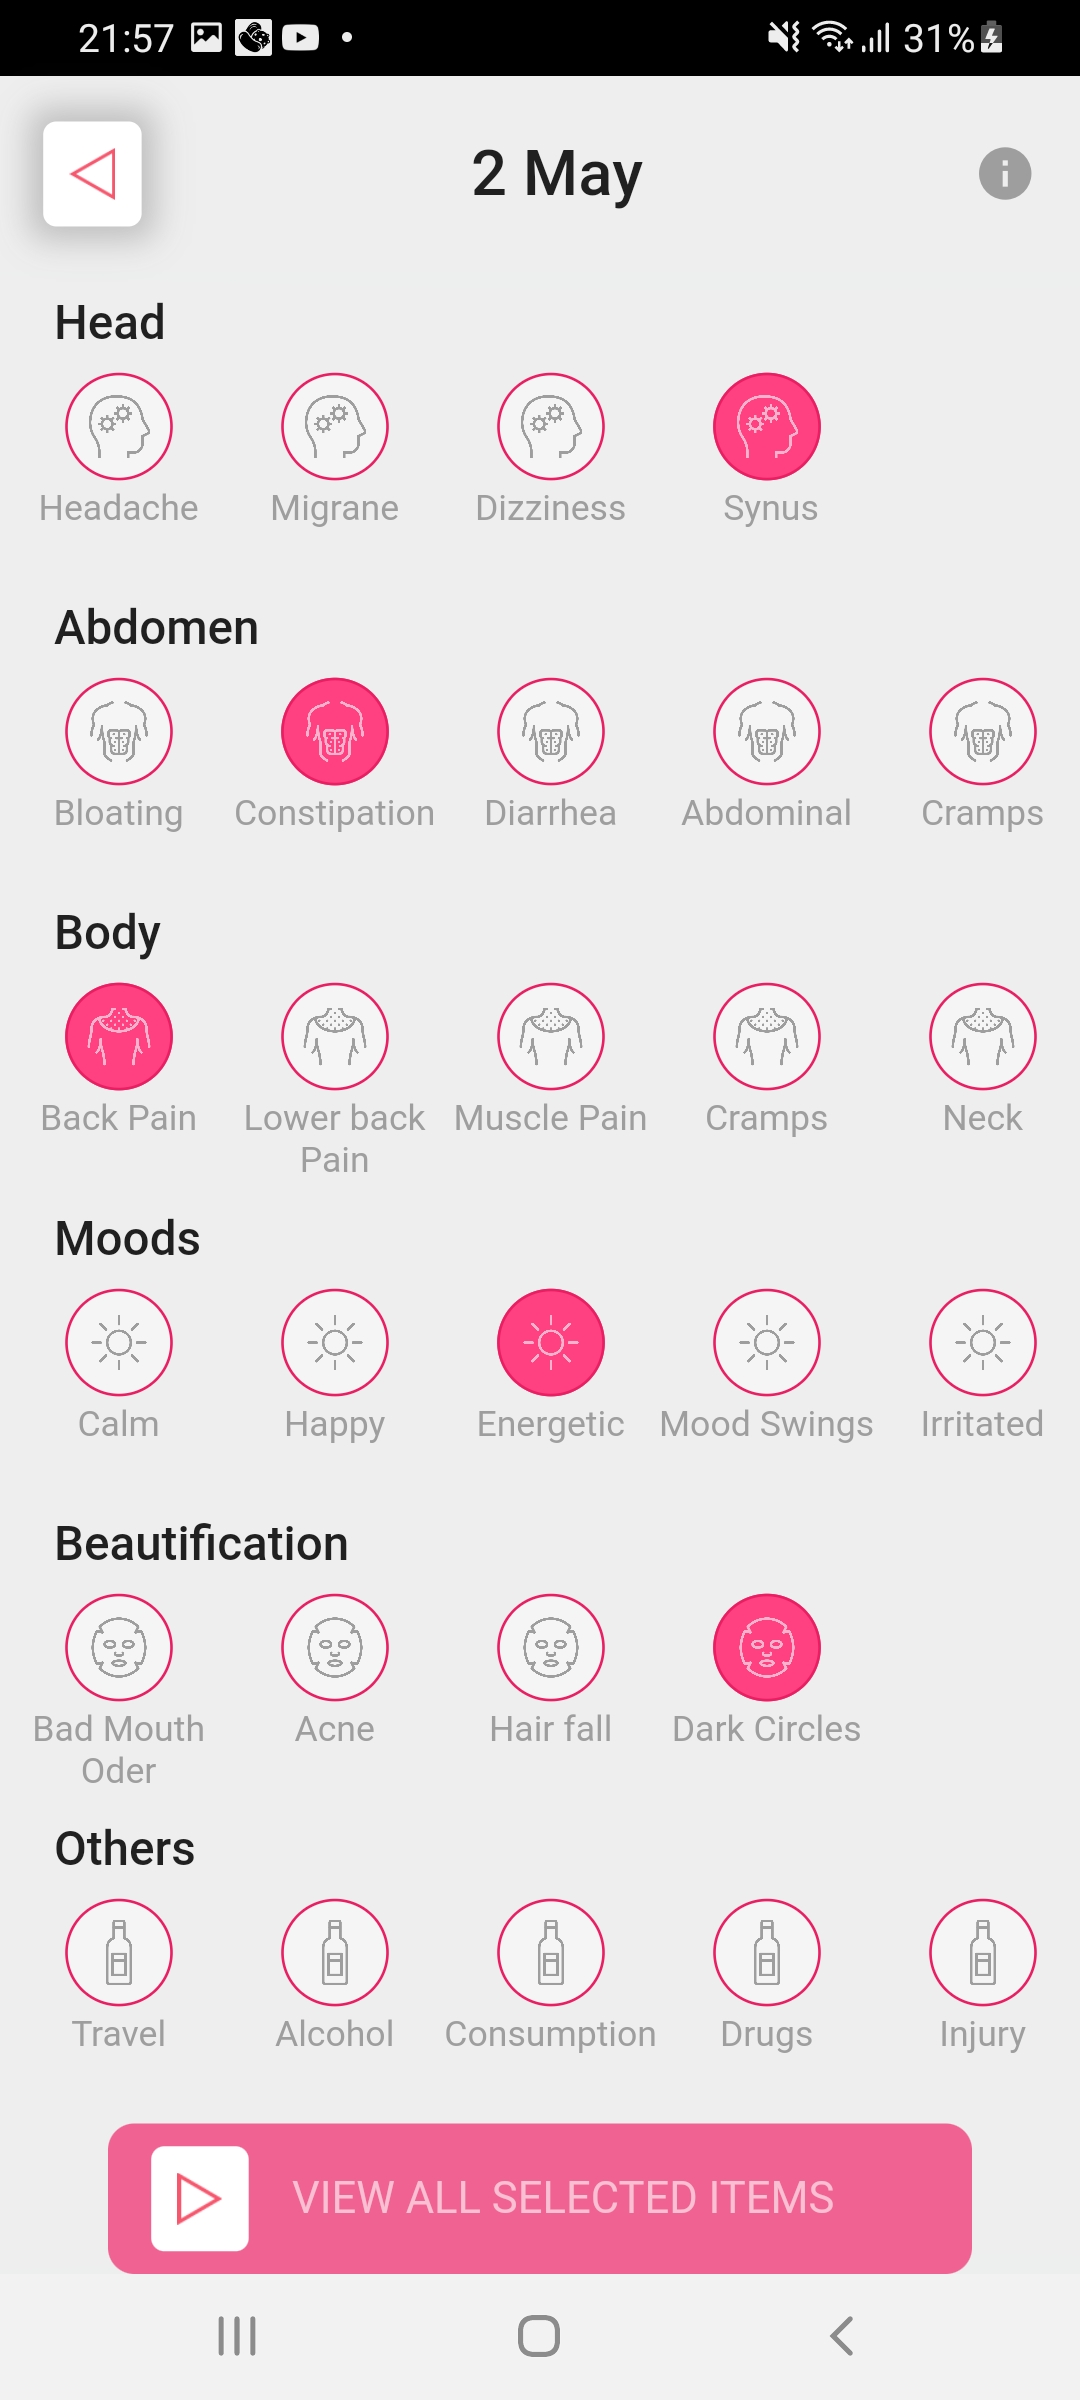 21:57
31%
2 May
Head
Headache Migrane Dizziness Synus
Abdomen
Bloating Constipation Diarrhea Abdominal Cramps
Body
Back Pain Lower back Muscle Pain Cramps Neck
Pain
Moods
Calm Happy Energetic Mood Swings Irritated
Beautification
Bad Mouth Acne Hair fall Dark Circles
Oder
Others
Travel Alcohol Consumption Drugs Injury
VIEW ALL SELECTED ITEMS